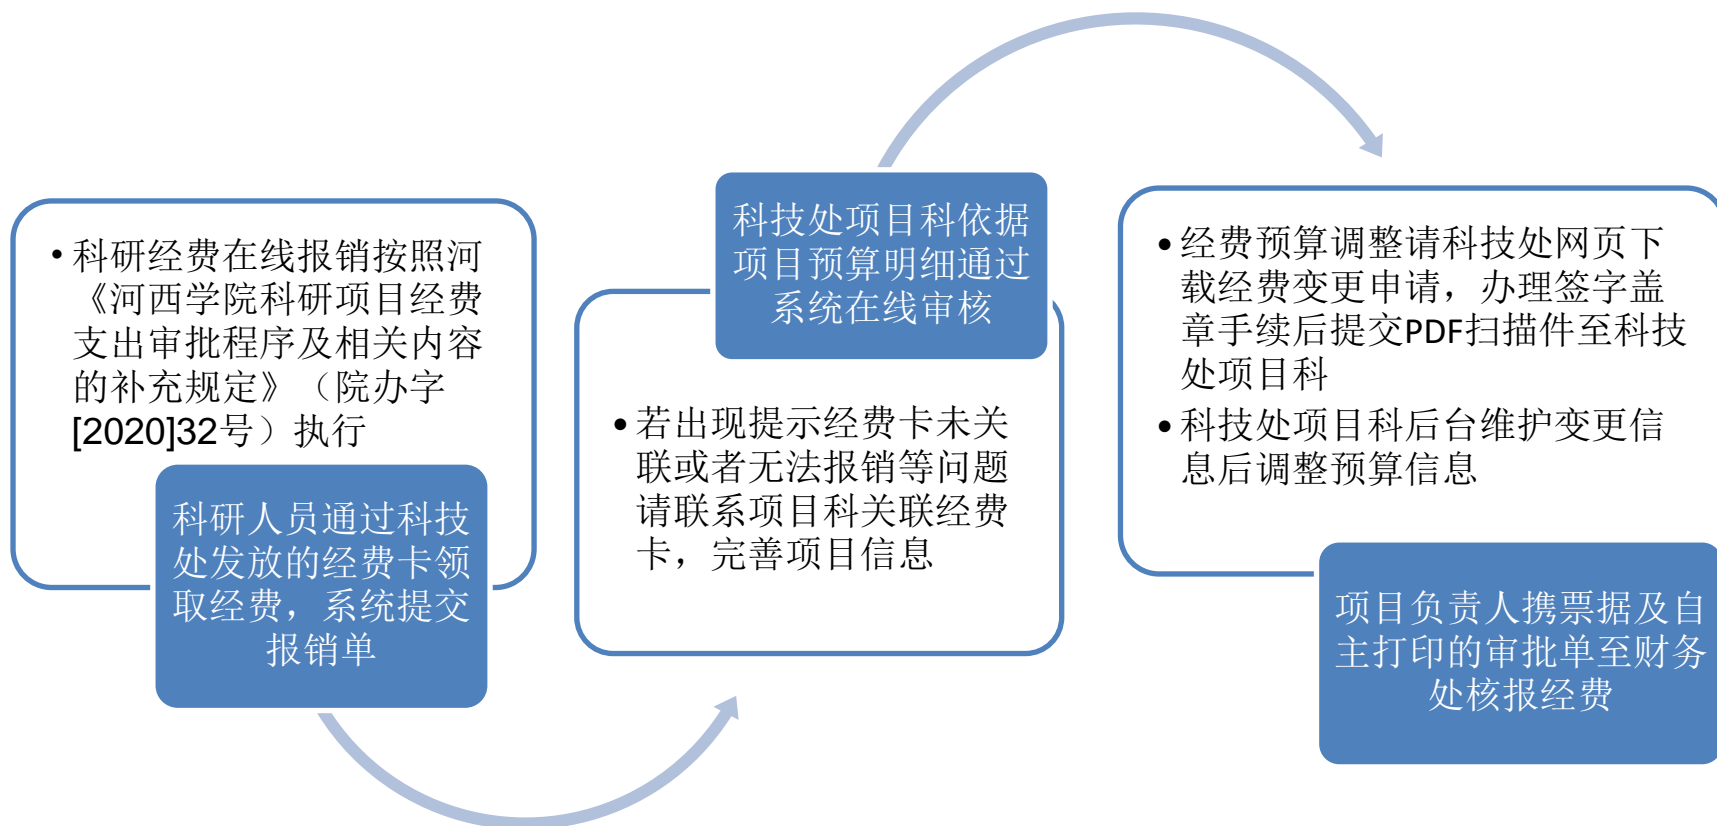 • 科研经费在线报销按照河
《河西学院科研项目经费
支出审批程序及相关内容
的补充规定》（院办字
[2020]32号）执行
科研人员通过科技
处发放的经费卡领
取经费，系统提交
报销单
科技处项目科依据
项目预算明细通过
系统在线审核
• 若出现提示经费卡未关
联或者无法报销等问题
请联系项目科关联经费
卡，完善项目信息
• 经费预算调整请科技处网页下
载经费变更申请，办理签字盖
章手续后提交PDF扫描件至科技
处项目科
• 科技处项目科后台维护变更信
息后调整预算信息
项目负责人携票据及自
主打印的审批单至财务
处核报经费